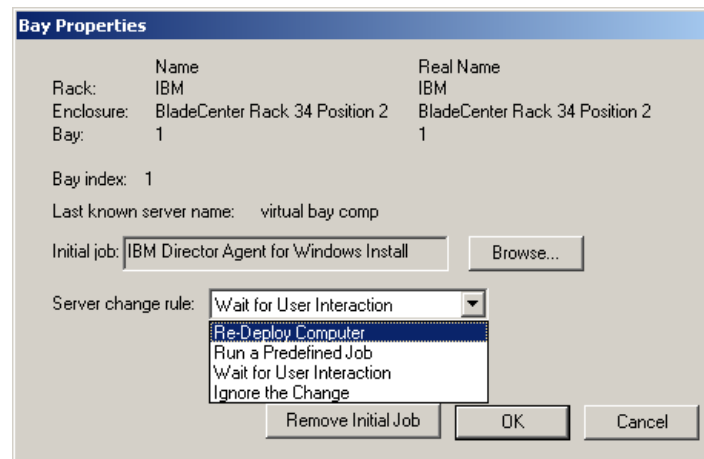 Bay Properties
Name Real Name
Rack: IBM IBM
Enclosure: BladeCenter Rack 34 Position 2 BladeCenter Rack 34 Position 2
Bay: 1 1
Bay index: 1
Last known server name: virtual bay comp
Initial job: IBM Director Agent for Windows Install Browse...
Server change rule: Wait for User Interaction
Re-Deploy Computer
Run a Predefined Job
Wait for User Interaction
Ignore the Change
Remove Initial Job OK Cancel